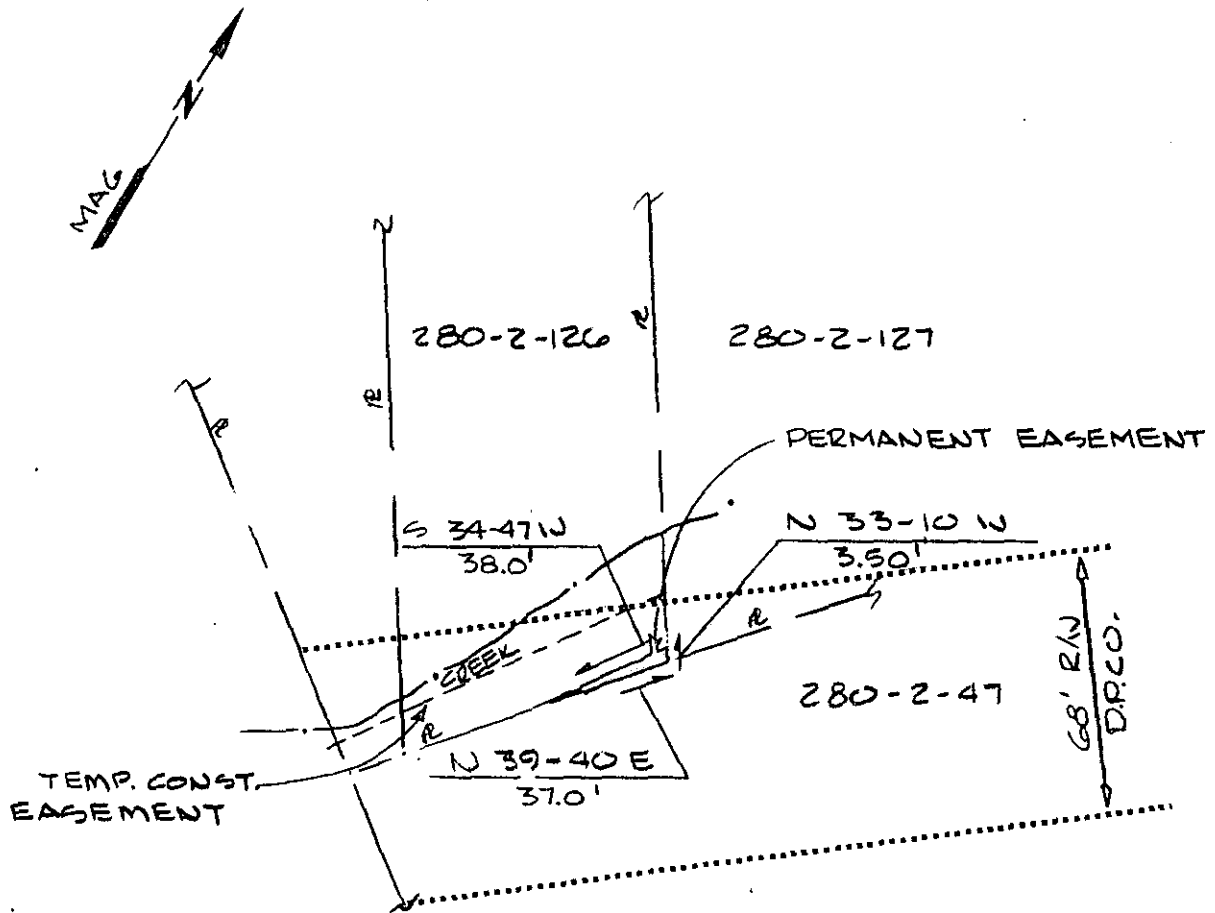 N
MAG
280-2-126
280-2-127
PERMANENT EASEMENT
S 34-47 W
38.0'
N 33-10 W
3.50'
CREEK
280-2-47
68' R/W
D.P.CO.
N 39-40 E
37.0'
TEMP. CONST.
EASEMENT